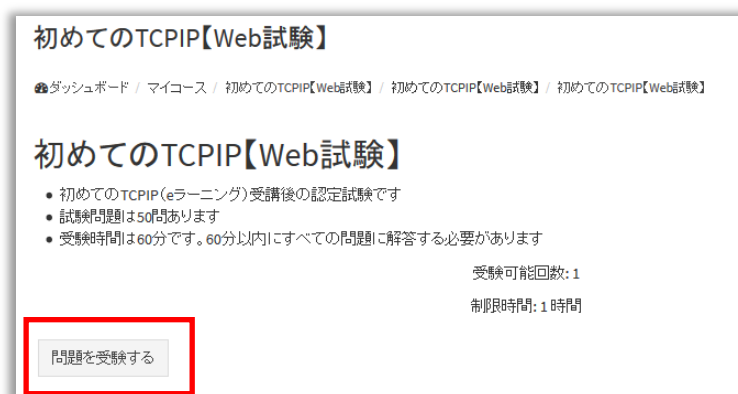 初めてのTCPIP【Web試験】
ダッシュボード / マイコース / 初めてのTCPIP【Web試験】 / 初めてのTCPIP【Web試験】 / 初めてのTCPIP【Web試験】
初めてのTCPIP【Web試験】
• 初めてのTCPIP(eラーニング)受講後の認定試験です
• 試験問題は50問あります
• 受験時間は60分です。60分以内にすべての問題に解答する必要があります
受験可能回数: 1
制限時間: 1 時間
問題を受験する